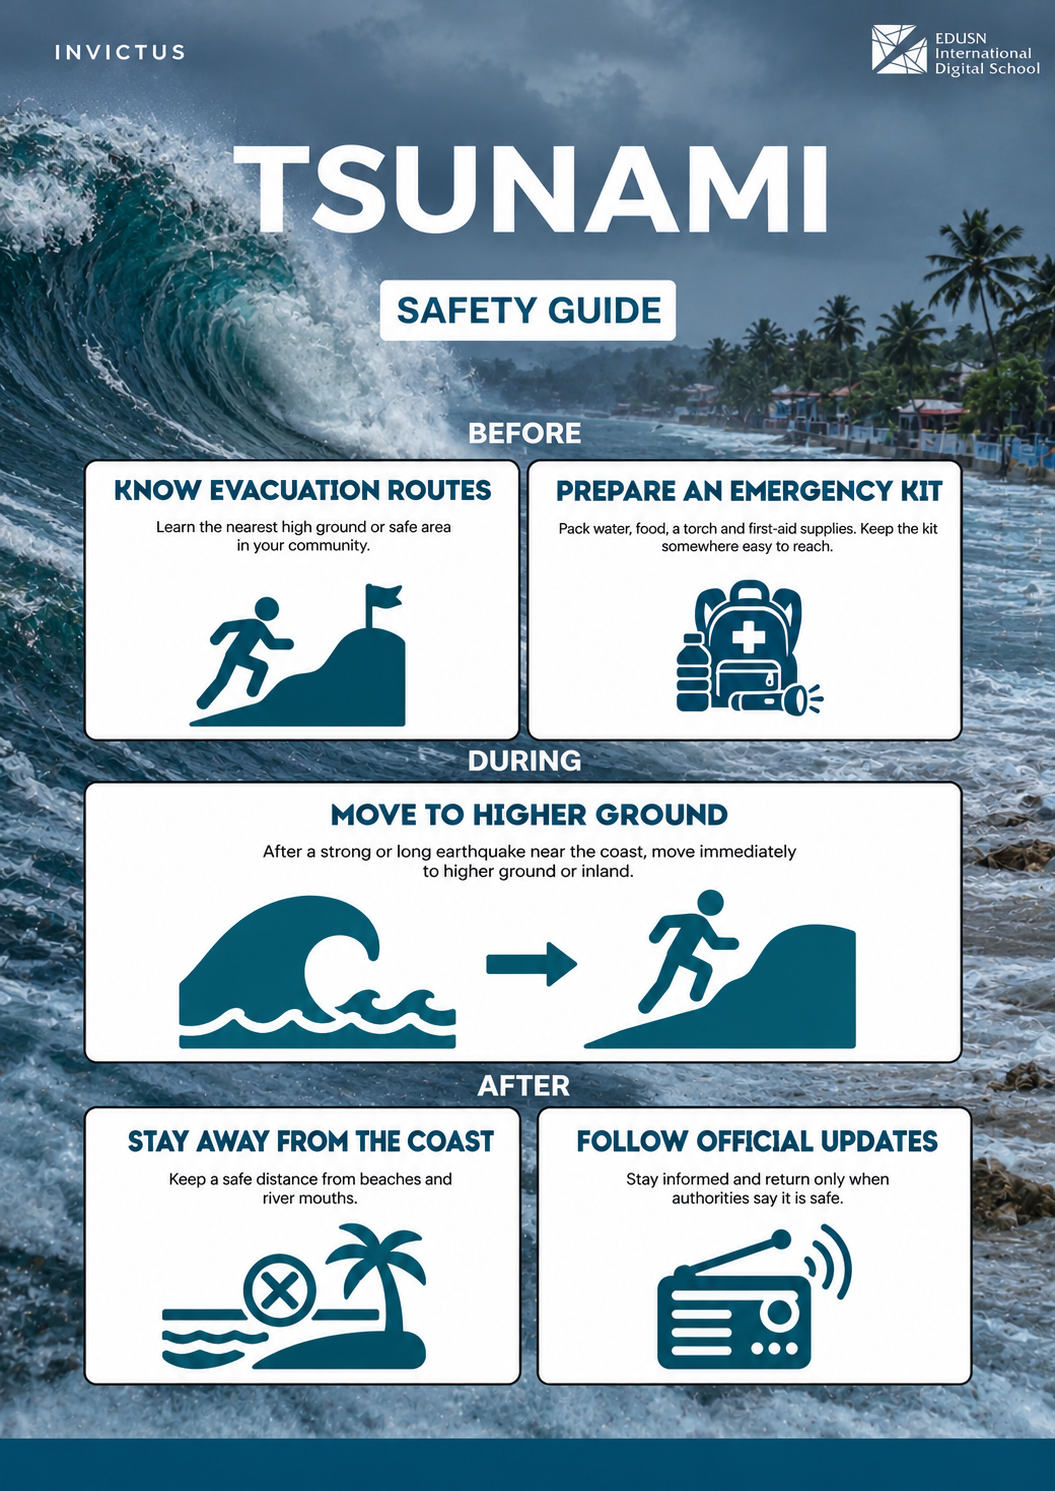 INVICTUS
EDUSN
International
Digital School
TSUNAMI
SAFETY GUIDE
BEFORE
KNOW EVACUATION ROUTES
Learn the nearest high ground or safe area
in your community.
PREPARE AN EMERGENCY KIT
Pack water, food, a torch and first-aid supplies. Keep the kit
somewhere easy to reach.
DURING
MOVE TO HIGHER GROUND
After a strong or long earthquake near the coast, move immediately
to higher ground or inland.
AFTER
STAY AWAY FROM THE COAST
Keep a safe distance from beaches and
river mouths.
FOLLOW OFFICIAL UPDATES
Stay informed and return only when
authorities say it is safe.